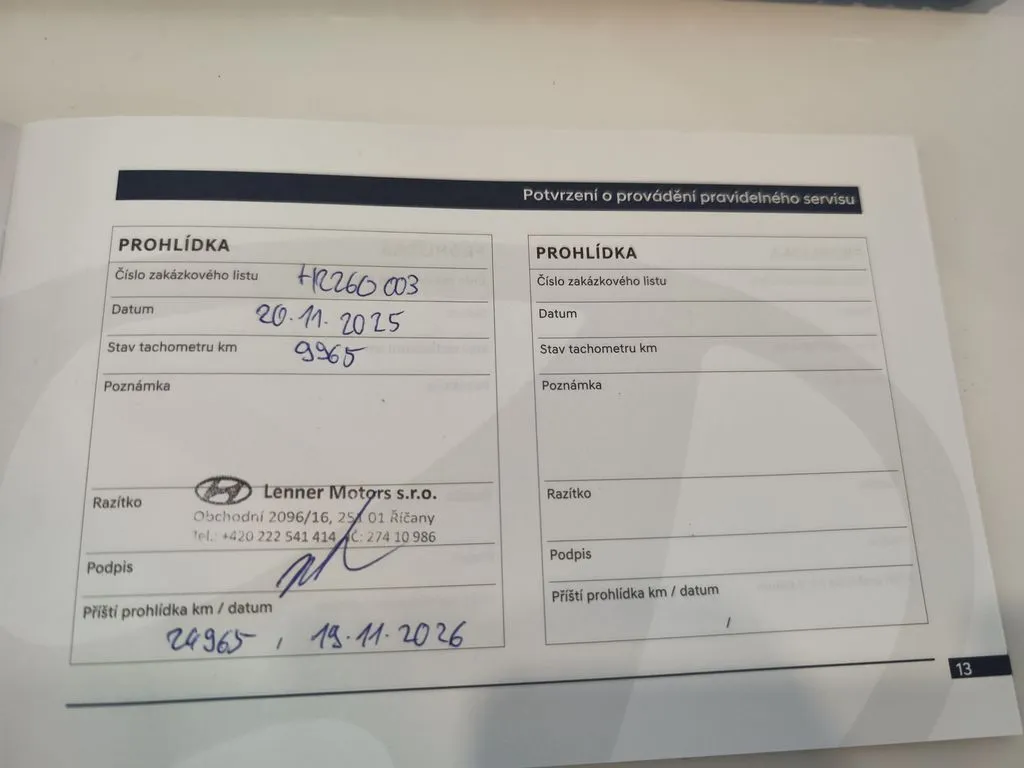 Potvrzení o provádění pravidelného servisu
PROHLÍDKA
Číslo zakázkového listu HR260 003
Datum 20.11.2025
Stav tachometru km 9965
Poznámka
Razítko
Lenner Motors s.r.o.
Obchodní 2096/16, 251 01 Říčany
tel.: +420 222 541 414, IČ: 274 10 986
Podpis
Příští prohlídka km / datum
24965 / 19.11.2026
PROHLÍDKA
Číslo zakázkového listu
Datum
Stav tachometru km
Poznámka
Razítko
Podpis
Příští prohlídka km / datum
/
13